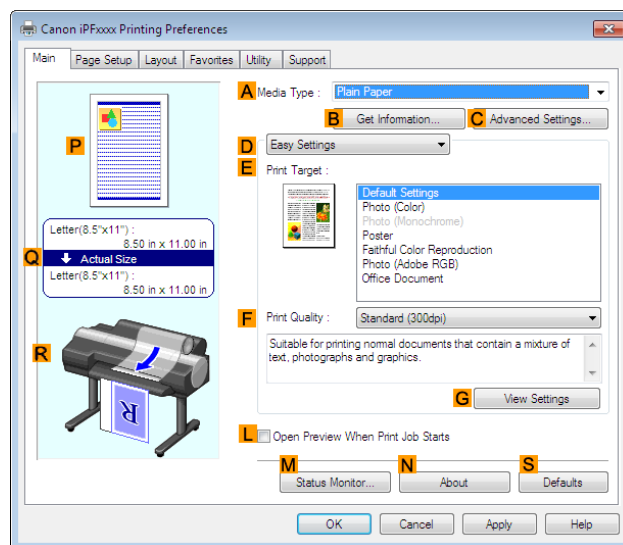 Canon iPFxxxx Printing Preferences
Main
Page Setup
Layout
Favorites
Utility
Support
A
Media Type :
Plain Paper
B
Get Information...
C
Advanced Settings...
D
Easy Settings
E
Print Target :
Default Settings
Photo (Color)
Photo (Monochrome)
Poster
Faithful Color Reproduction
Photo (Adobe RGB)
Office Document
P
Letter(8.5"x11") :
8.50 in x 11.00 in
Q
Actual Size
Letter(8.5"x11") :
8.50 in x 11.00 in
R
R
F
Print Quality :
Standard (300dpi)
Suitable for printing normal documents that contain a mixture of
text, photographs and graphics.
G
View Settings
L
Open Preview When Print Job Starts
M
Status Monitor...
N
About
S
Defaults
OK
Cancel
Apply
Help